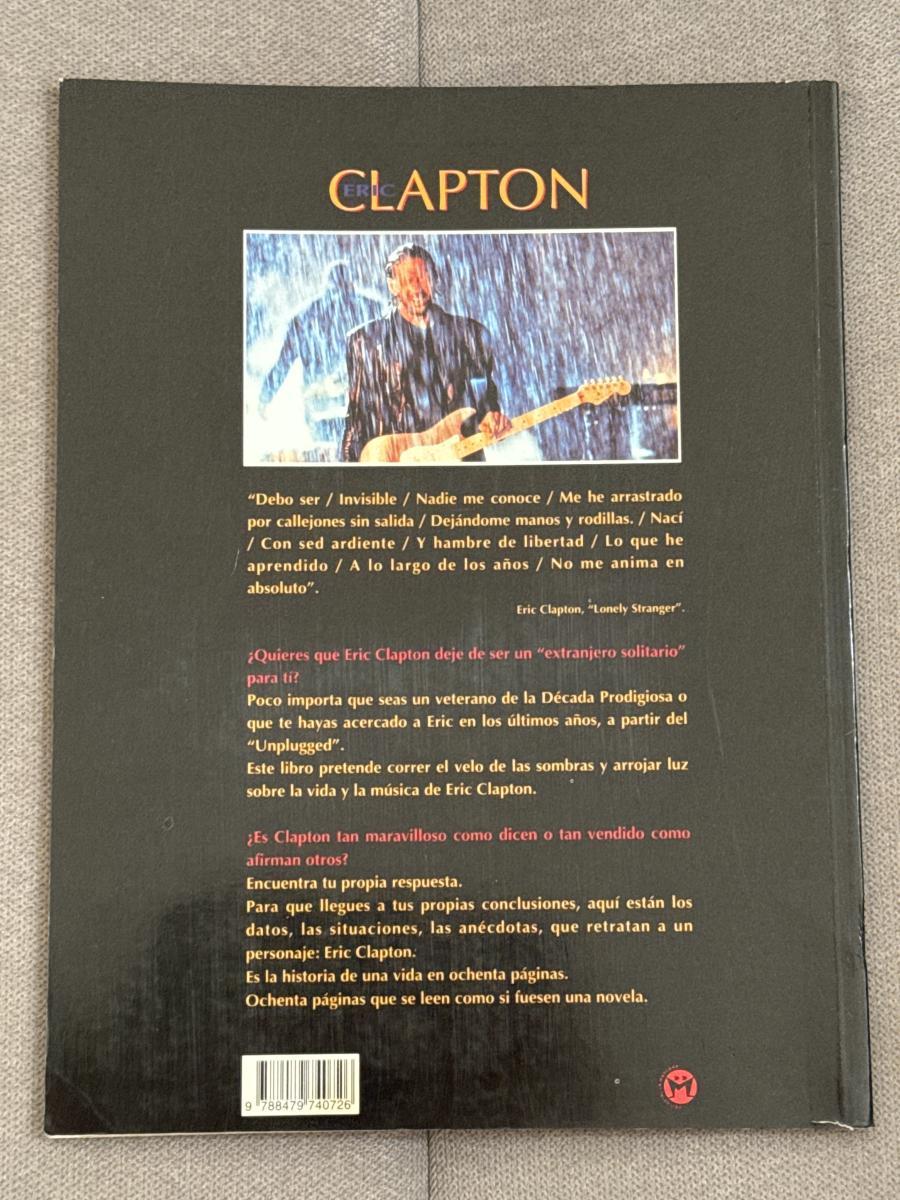 ERIC
CLAPTON
“Debo ser / Invisible / Nadie me conoce / Me he arrastrado
por callejones sin salida / Dejándome manos y rodillas. / Nací
/ Con sed ardiente / Y hambre de libertad / Lo que he
aprendido / A lo largo de los años / No me anima en
absoluto”.
Eric Clapton, “Lonely Stranger”.
¿Quieres que Eric Clapton deje de ser un “extranjero solitario”
para tí?
Poco importa que seas un veterano de la Década Prodigiosa o
que te hayas acercado a Eric en los últimos años, a partir del
“Unplugged”.
Este libro pretende correr el velo de las sombras y arrojar luz
sobre la vida y la música de Eric Clapton.
¿Es Clapton tan maravilloso como dicen o tan vendido como
afirman otros?
Encuentra tu propia respuesta.
Para que llegues a tus propias conclusiones, aquí están los
datos, las situaciones, las anécdotas, que retratan a un
personaje: Eric Clapton.
Es la historia de una vida en ochenta páginas.
Ochenta páginas que se leen como si fuesen una novela.
9 788479 740726
M